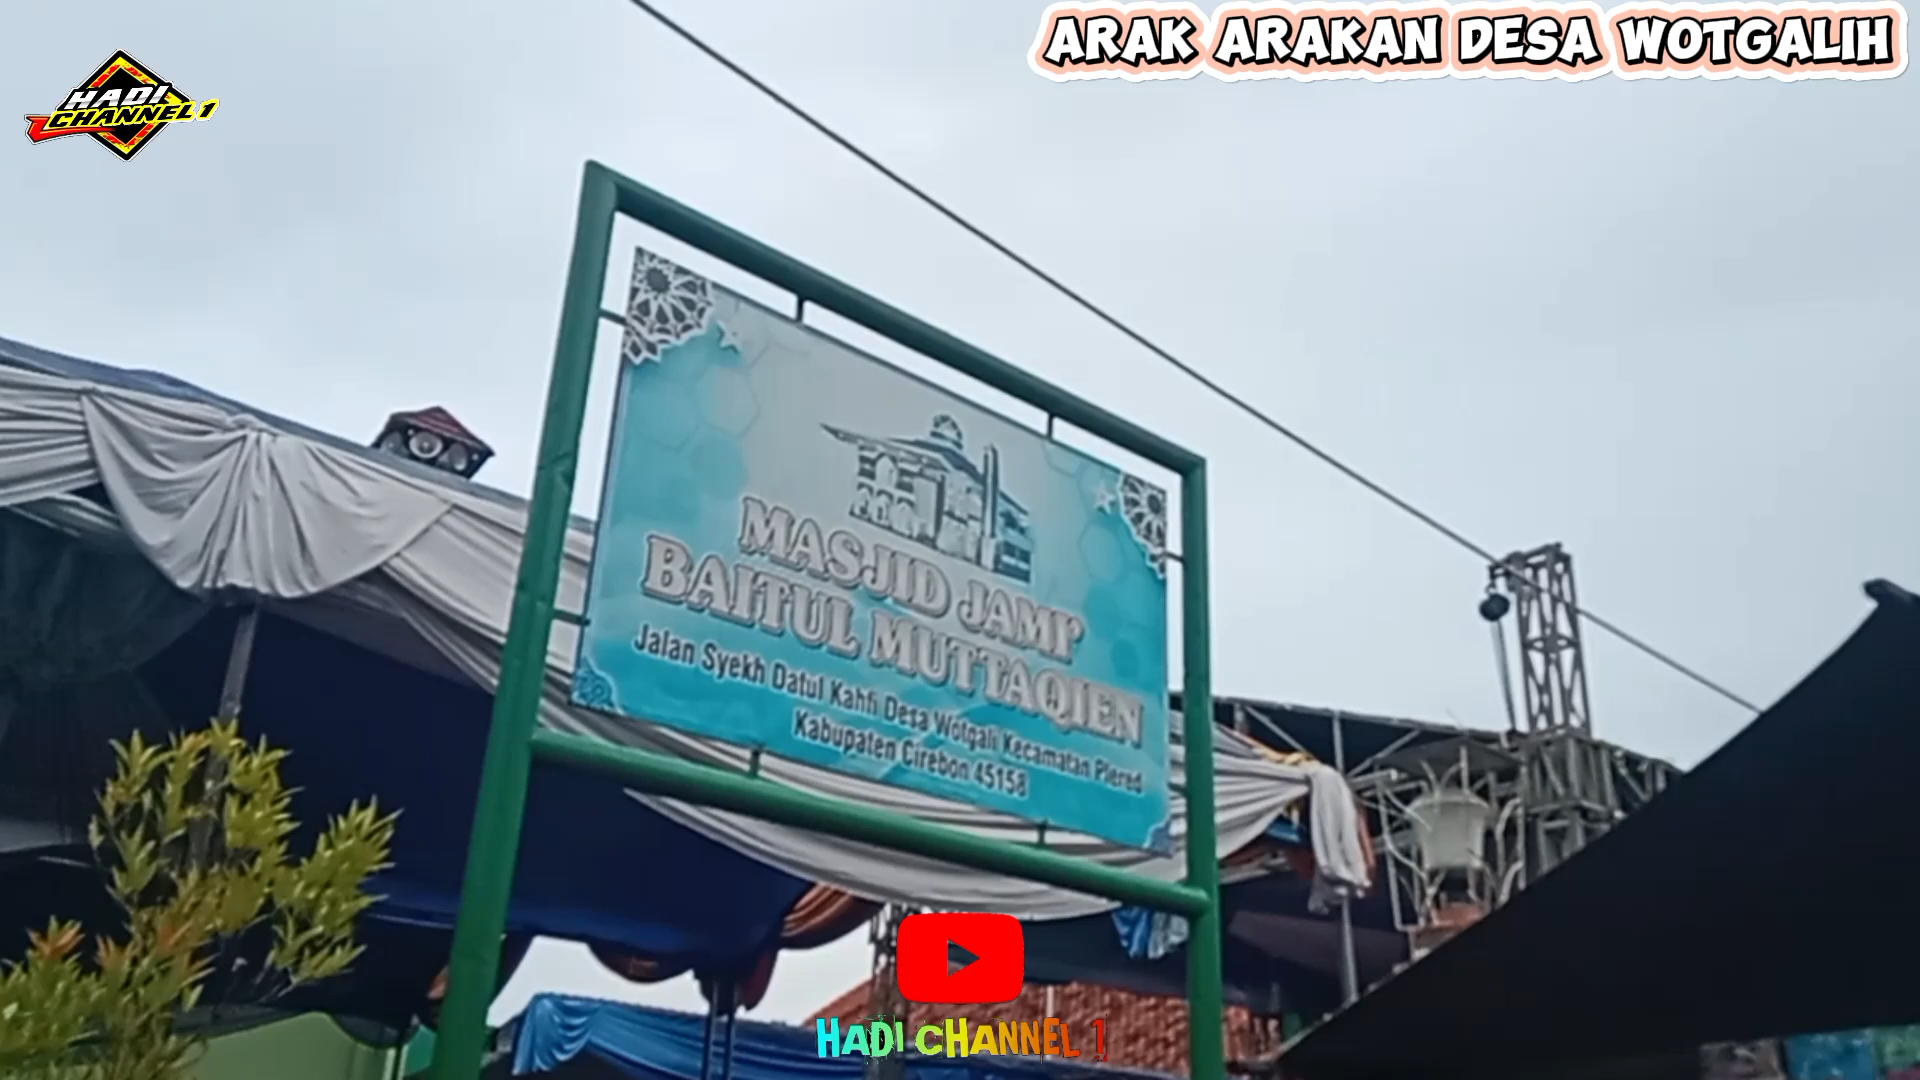 ARAK ARAKAN DESA WOTGALIH
HADI
CHANNEL 1
MASJID JAMI'
BAITUL MUTTAQIEN
Jalan Syekh Datul Kahfi Desa Wotgali Kecamatan Plered
Kabupaten Cirebon 45158
HADI CHANNEL 1